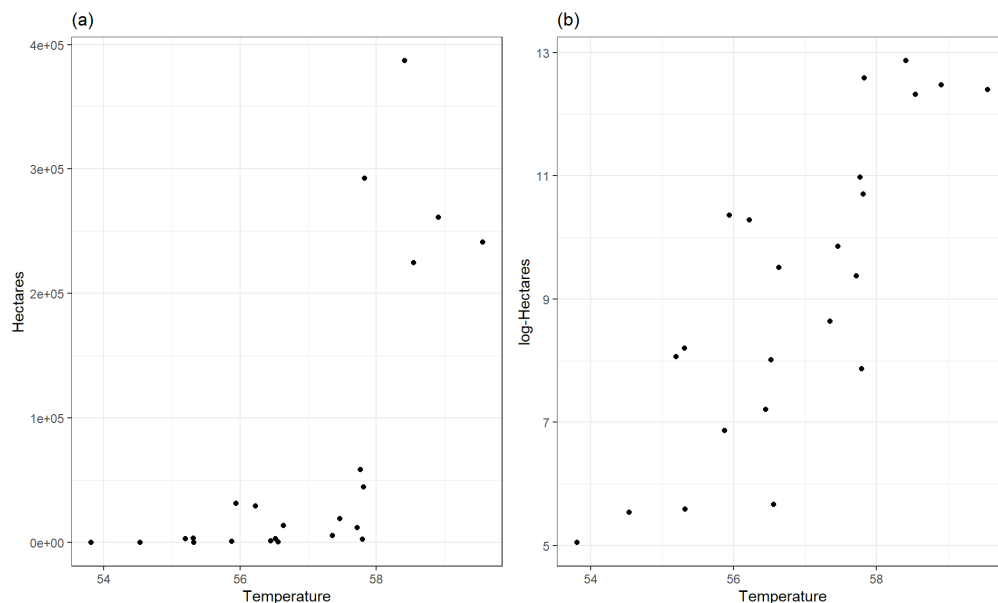 (a)
4e+05
3e+05
2e+05
1e+05
0e+00
Hectares
54
56
58
Temperature
(b)
13
11
9
7
5
log-Hectares
54
56
58
Temperature